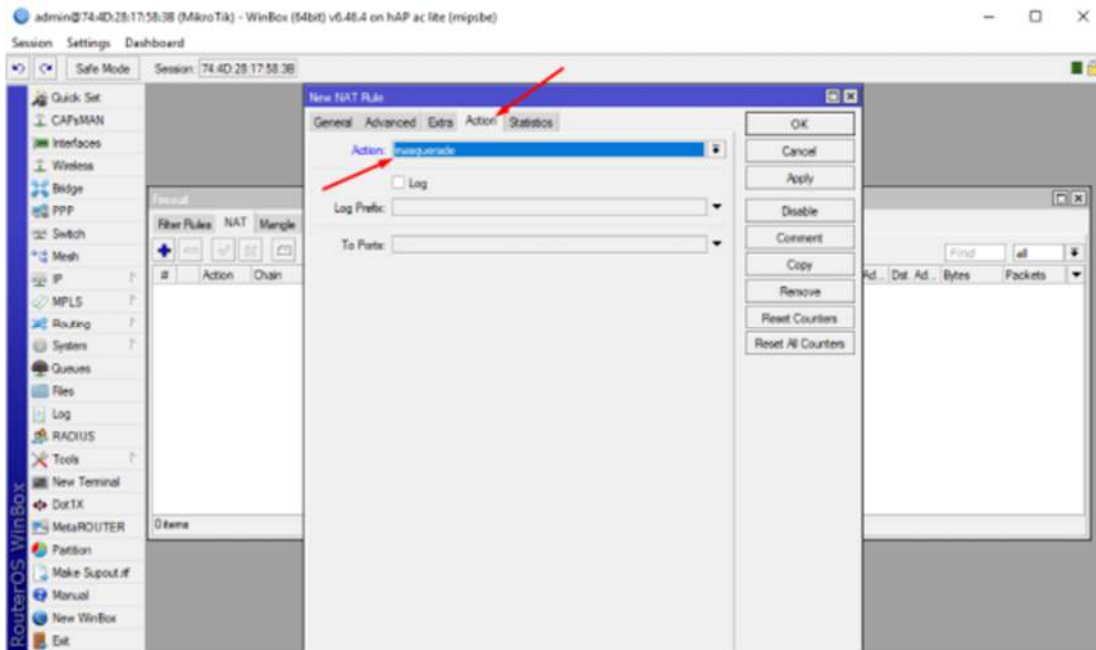 admin@74:4D:28:17:58:3B (MikroTik) - WinBox (64bit) v6.46.4 on hAP ac lite (mipsbe)
Session Settings Dashboard
Safe Mode Session: 74:4D:28:17:58:3B
Quick Set
CAPsMAN
Interfaces
Wireless
Bridge
PPP
Switch
Mesh
IP
MPLS
Routing
System
Queues
Files
Log
RADIUS
Tools
New Terminal
Dot1X
MetaROUTER
Partition
Make Supout.rif
Manual
New WinBox
Exit
RouterOS WinBox
Firewall
Filter Rules NAT Mangle
# Action Chain
0 items
New NAT Rule
General Advanced Extra Action Statistics
Action: masquerade
Log
Log Prefix:
To Ports:
OK
Cancel
Apply
Disable
Comment
Copy
Remove
Reset Counters
Reset All Counters
Find all
Ad... Dst. Ad... Bytes Packets